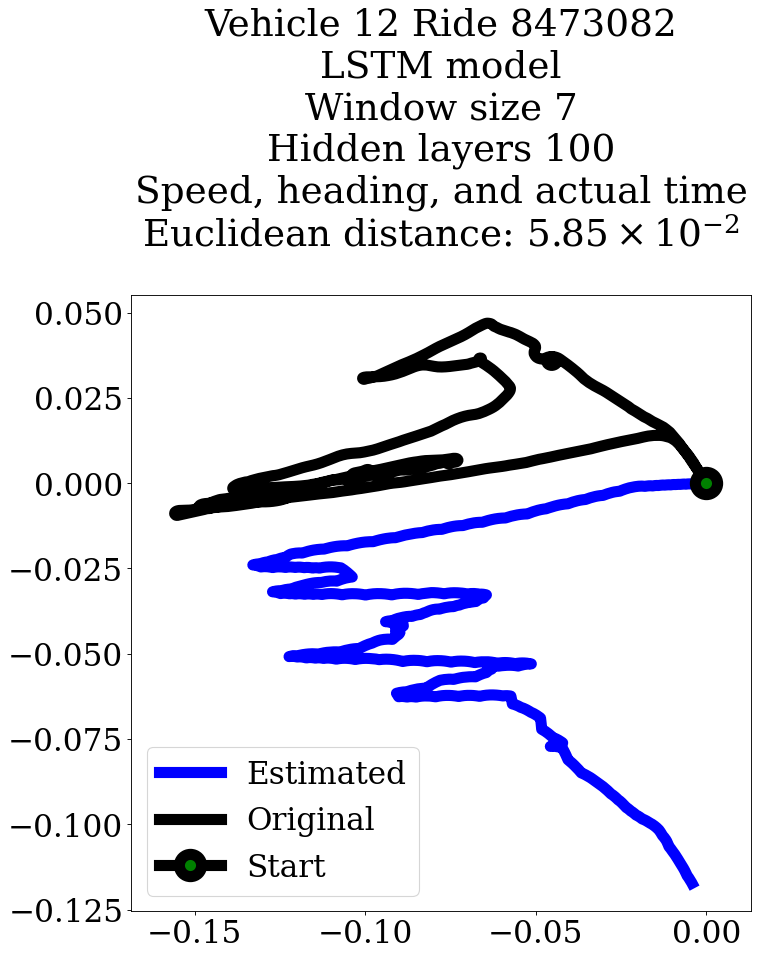 Vehicle 12 Ride 8473082
LSTM model
Window size 7
Hidden layers 100
Speed, heading, and actual time
Euclidean distance: 5.85 × 10⁻²
0.050
0.025
0.000
−0.025
−0.050
−0.075
−0.100
−0.125
Estimated
Original
Start
−0.15 −0.10 −0.05 0.00